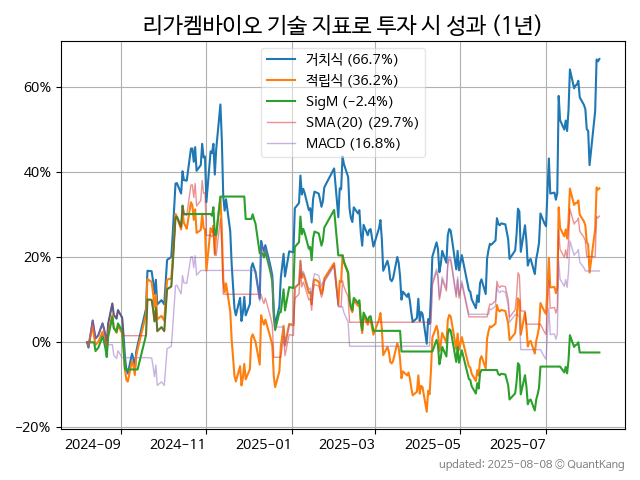 리가켐바이오 기술 지표로 투자 시 성과 (1년)
거치식 (66.7%)
적립식 (36.2%)
SigM (−2.4%)
SMA(20) (29.7%)
MACD (16.8%)
60%
40%
20%
0%
−20%
2024-09
2024-11
2025-01
2025-03
2025-05
2025-07
updated: 2025-08-08 © QuantKang